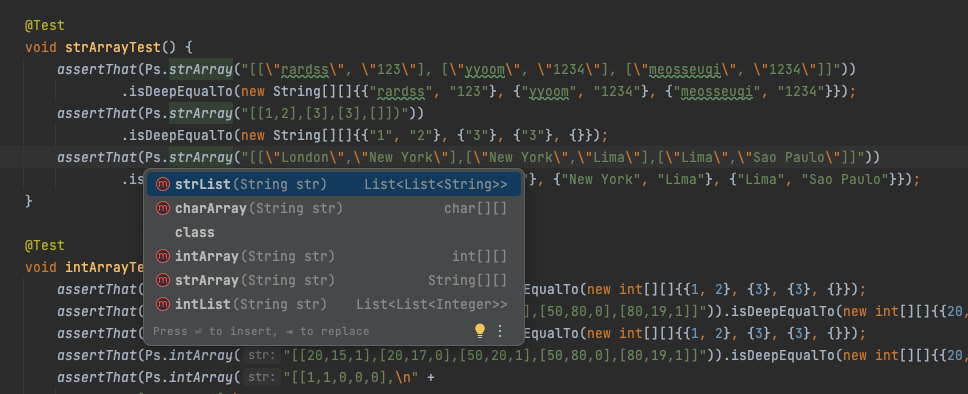 @Test
void strArrayTest() {
assertThat(Ps.strArray("[[\"rardss\", \"123\"], [\"yyoom\", \"1234\"], [\"meosseugi\", \"1234\"]]"))
.isDeepEqualTo(new String[][]{{"rardss", "123"}, {"yyoom", "1234"}, {"meosseugi", "1234"}});
assertThat(Ps.strArray("[[1,2],[3],[3],[]])"))
.isDeepEqualTo(new String[][]{{"1", "2"}, {"3"}, {"3"}, {}});
assertThat(Ps.strArray("[[\"London\",\"New York\"],[\"New York\",\"Lima\"],[\"Lima\",\"Sao Paulo\"]]"))
.is "}, {"New York", "Lima"}, {"Lima", "Sao Paulo"}});
strList(String str) List<List<String>>
charArray(String str) char[][]
class
intArray(String str) int[][]
strArray(String str) String[][]
intList(String str) List<List<Integer>>
Press ⏎ to insert, ⇥ to replace
}
@Test
void intArrayTe
assertThat( EqualTo(new int[][]{{1, 2}, {3}, {3}, {}});
assertThat( ],[50,80,0],[80,19,1]]")).isDeepEqualTo(new int[][]{{20,
assertThat( EqualTo(new int[][]{{1, 2}, {3}, {3}, {}});
assertThat(Ps.intArray( str: "[[20,15,1],[20,17,0],[50,20,1],[50,80,0],[80,19,1]]")).isDeepEqualTo(new int[][]{{20,
assertThat(Ps.intArray( str: "[[1,1,0,0,0],\n" +